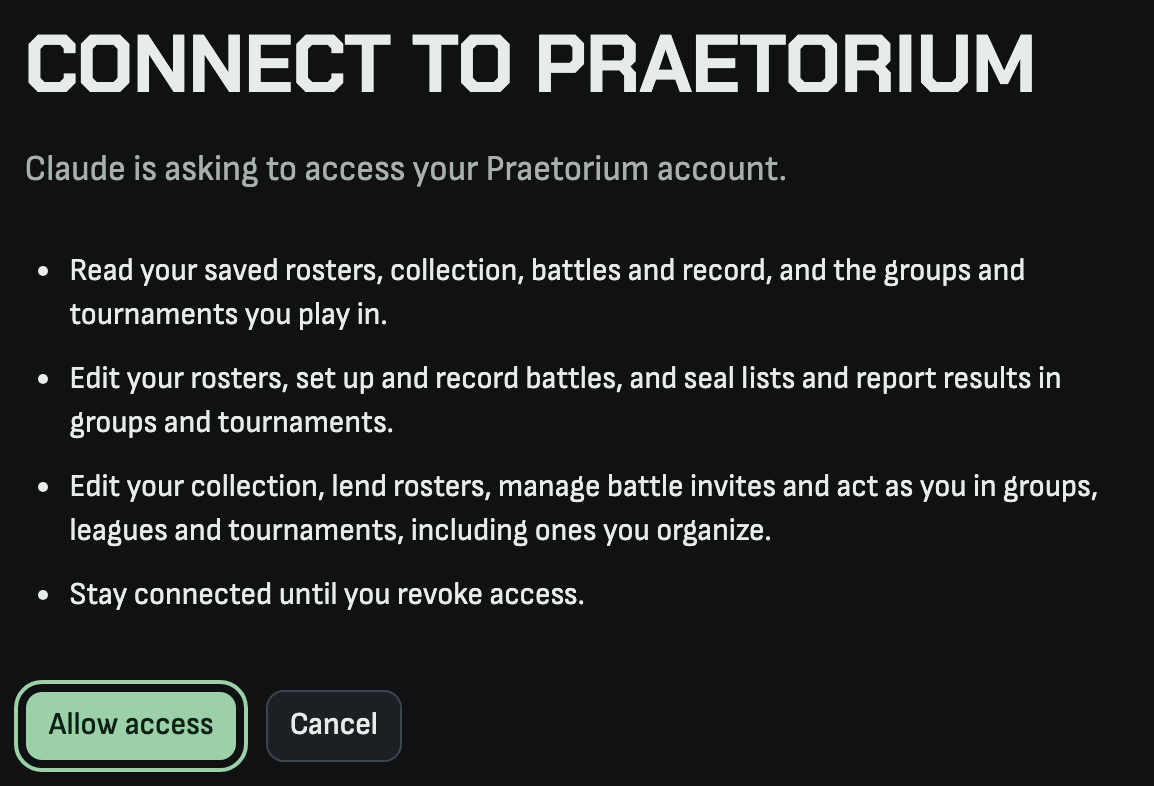 CONNECT TO PRAETORIUM
Claude is asking to access your Praetorium account.
• Read your saved rosters, collection, battles and record, and the groups and
tournaments you play in.
• Edit your rosters, set up and record battles, and seal lists and report results in
groups and tournaments.
• Edit your collection, lend rosters, manage battle invites and act as you in groups,
leagues and tournaments, including ones you organize.
• Stay connected until you revoke access.
Allow access
Cancel